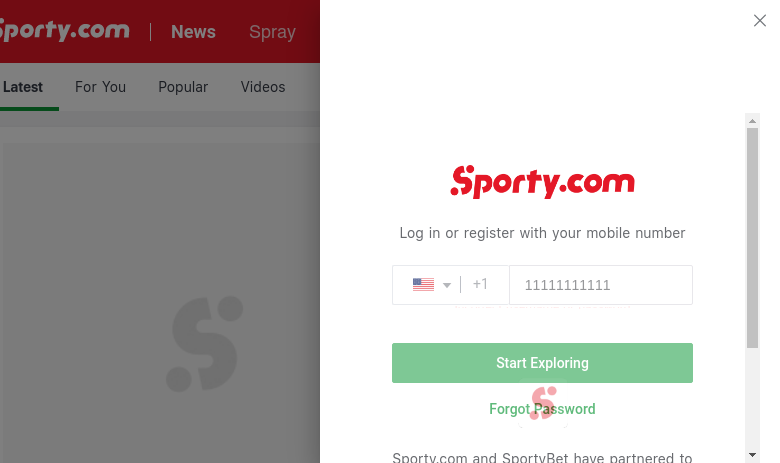 Sporty.com
News
Spray
Latest
For You
Popular
Videos
Sporty.com
Log in or register with your mobile number
+1
11111111111
Start Exploring
Forgot Password
Sporty.com and SportyBet have partnered to